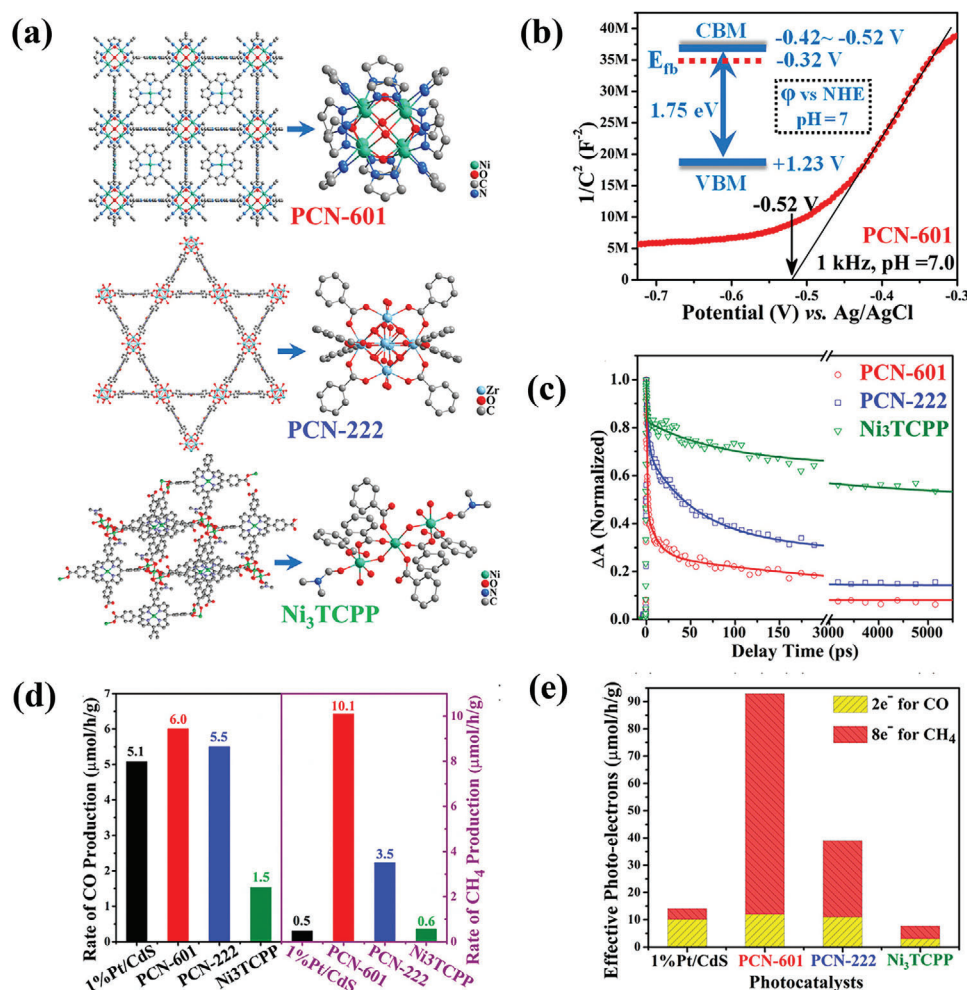 (a)
PCN-601
Ni
O
C
N
PCN-222
Zr
O
C
Ni₃TCPP
Ni
O
N
C
(b)
1/C² (F⁻²)
40M
35M
30M
25M
20M
15M
10M
5M
0
CBM
-0.42~ -0.52 V
E_fb
-0.32 V
1.75 eV
φ vs NHE
pH = 7
+1.23 V
VBM
-0.52 V
PCN-601
1 kHz, pH =7.0
-0.7 -0.6 -0.5 -0.4 -0.3
Potential (V) vs. Ag/AgCl
(c)
ΔA (Normalized)
1.0
0.8
0.6
0.4
0.2
0.0
PCN-601
PCN-222
Ni₃TCPP
0 50 100 150 3000 4000 5000
Delay Time (ps)
(d)
Rate of CO Production (μmol/h/g)
7
6
5
4
3
2
1
0
5.1
6.0
5.5
1.5
0.5
10.1
3.5
0.6
1%Pt/CdS
PCN-601
PCN-222
Ni3TCPP
1%Pt/CdS
PCN-601
PCN-222
Ni3TCPP
10
8
6
4
2
0
Rate of CH₄ Production (μmol/h/g)
(e)
Effective Photo-electrons (μmol/h/g)
90
80
70
60
50
40
30
20
10
0
2e⁻ for CO
8e⁻ for CH₄
1%Pt/CdS PCN-601 PCN-222 Ni₃TCPP
Photocatalysts